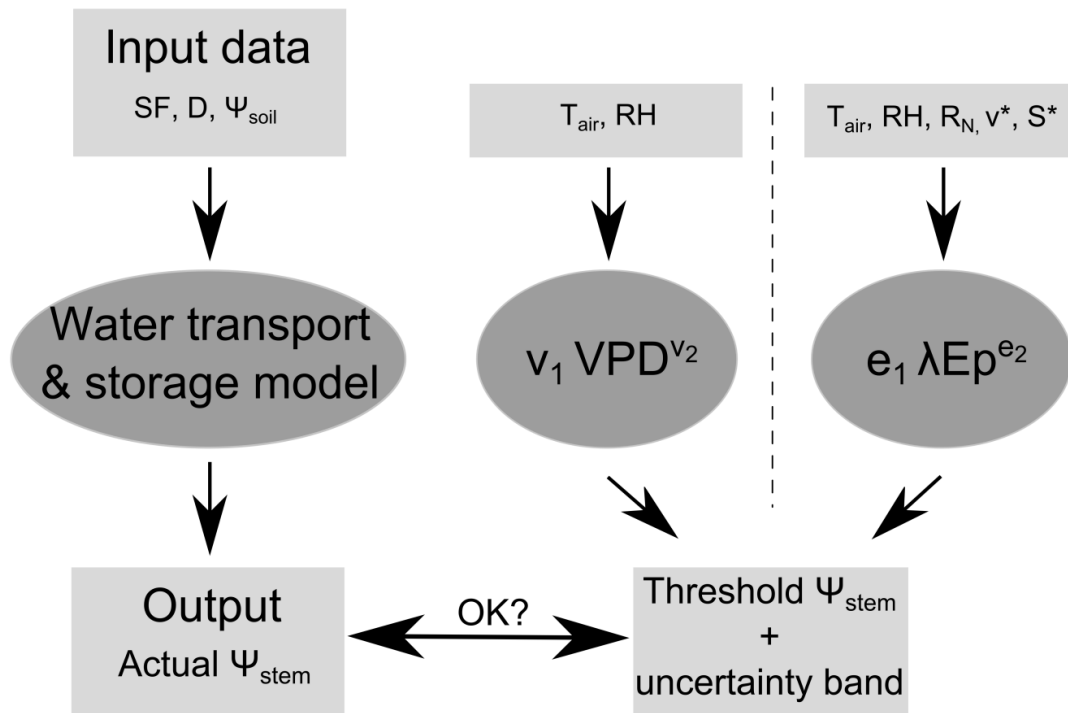 Input data
SF, D, Ψsoil
Tair, RH
Tair, RH, RN, v*, S*
Water transport
& storage model
v1 VPDv2
e1 λEpe2
Output
Actual Ψstem
OK?
Threshold Ψstem
+
uncertainty band